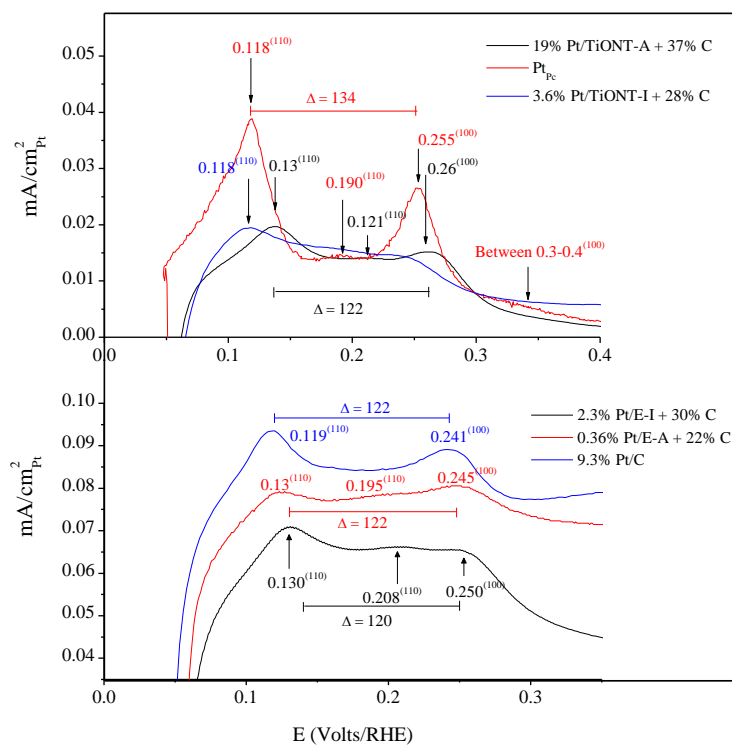 0.05
0.04
0.03
0.02
0.01
0.00
mA/cm²Pt
0.118(110)
Δ = 134
0.118(110)
0.13(110)
0.190(110)
0.121(110)
0.255(100)
0.26(100)
Between 0.3-0.4(100)
Δ = 122
19% Pt/TiONT-A + 37% C
PtPc
3.6% Pt/TiONT-I + 28% C
0.0 0.1 0.2 0.3 0.4
0.10
0.09
0.08
0.07
0.06
0.05
0.04
mA/cm²Pt
Δ = 122
0.119(110)
0.241(100)
0.13(110)
0.195(110)
0.245(100)
Δ = 122
0.130(110)
0.208(110)
0.250(100)
Δ = 120
2.3% Pt/E-I + 30% C
0.36% Pt/E-A + 22% C
9.3% Pt/C
0.0 0.1 0.2 0.3
E (Volts/RHE)